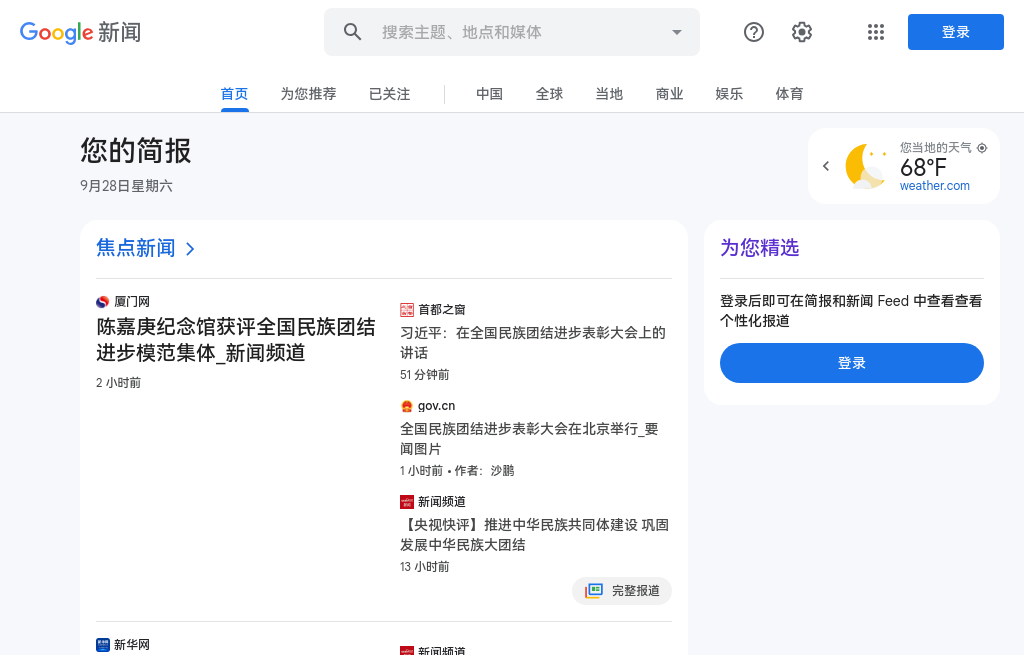 Google 新闻
搜索主题、地点和媒体
登录
首页
为您推荐
已关注
中国
全球
当地
商业
娱乐
体育
您的简报
9月28日星期六
您当地的天气
68°F
weather.com
焦点新闻
厦门网
陈嘉庚纪念馆获评全国民族团结
进步模范集体_新闻频道
2 小时前
首都之窗
习近平：在全国民族团结进步表彰大会上的
讲话
51 分钟前
gov.cn
全国民族团结进步表彰大会在北京举行_要
闻图片
1 小时前 • 作者：沙鹏
新闻频道
【央视快评】推进中华民族共同体建设 巩固
发展中华民族大团结
13 小时前
完整报道
新华网
新闻频道
为您精选
登录后即可在简报和新闻 Feed 中查看查看
个性化报道
登录